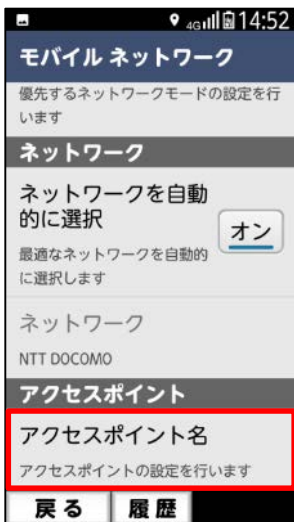 4G 14:52
モバイル ネットワーク
優先するネットワークモードの設定を行
います
ネットワーク
ネットワークを自動
的に選択
オン
最適なネットワークを自動的
に選択します
ネットワーク
NTT DOCOMO
アクセスポイント
アクセスポイント名
アクセスポイントの設定を行います
戻る 履歴